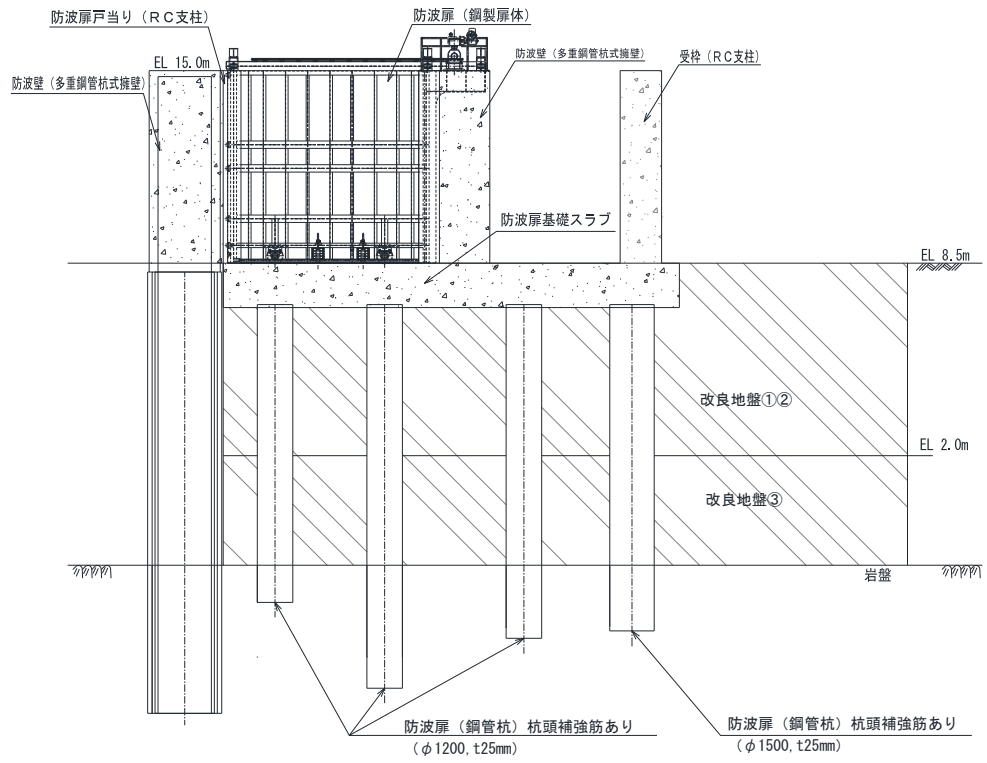 防波扉戸当り（ＲＣ支柱）
防波扉（鋼製扉体）
防波壁（多重鋼管杭式擁壁）
受枠（ＲＣ支柱）
EL 15.0m
防波壁（多重鋼管杭式擁壁）
防波扉基礎スラブ
EL 8.5m
改良地盤①②
EL 2.0m
改良地盤③
岩盤
防波扉（鋼管杭）杭頭補強筋あり
（φ1200, t25mm）
防波扉（鋼管杭）杭頭補強筋あり
（φ1500, t25mm）